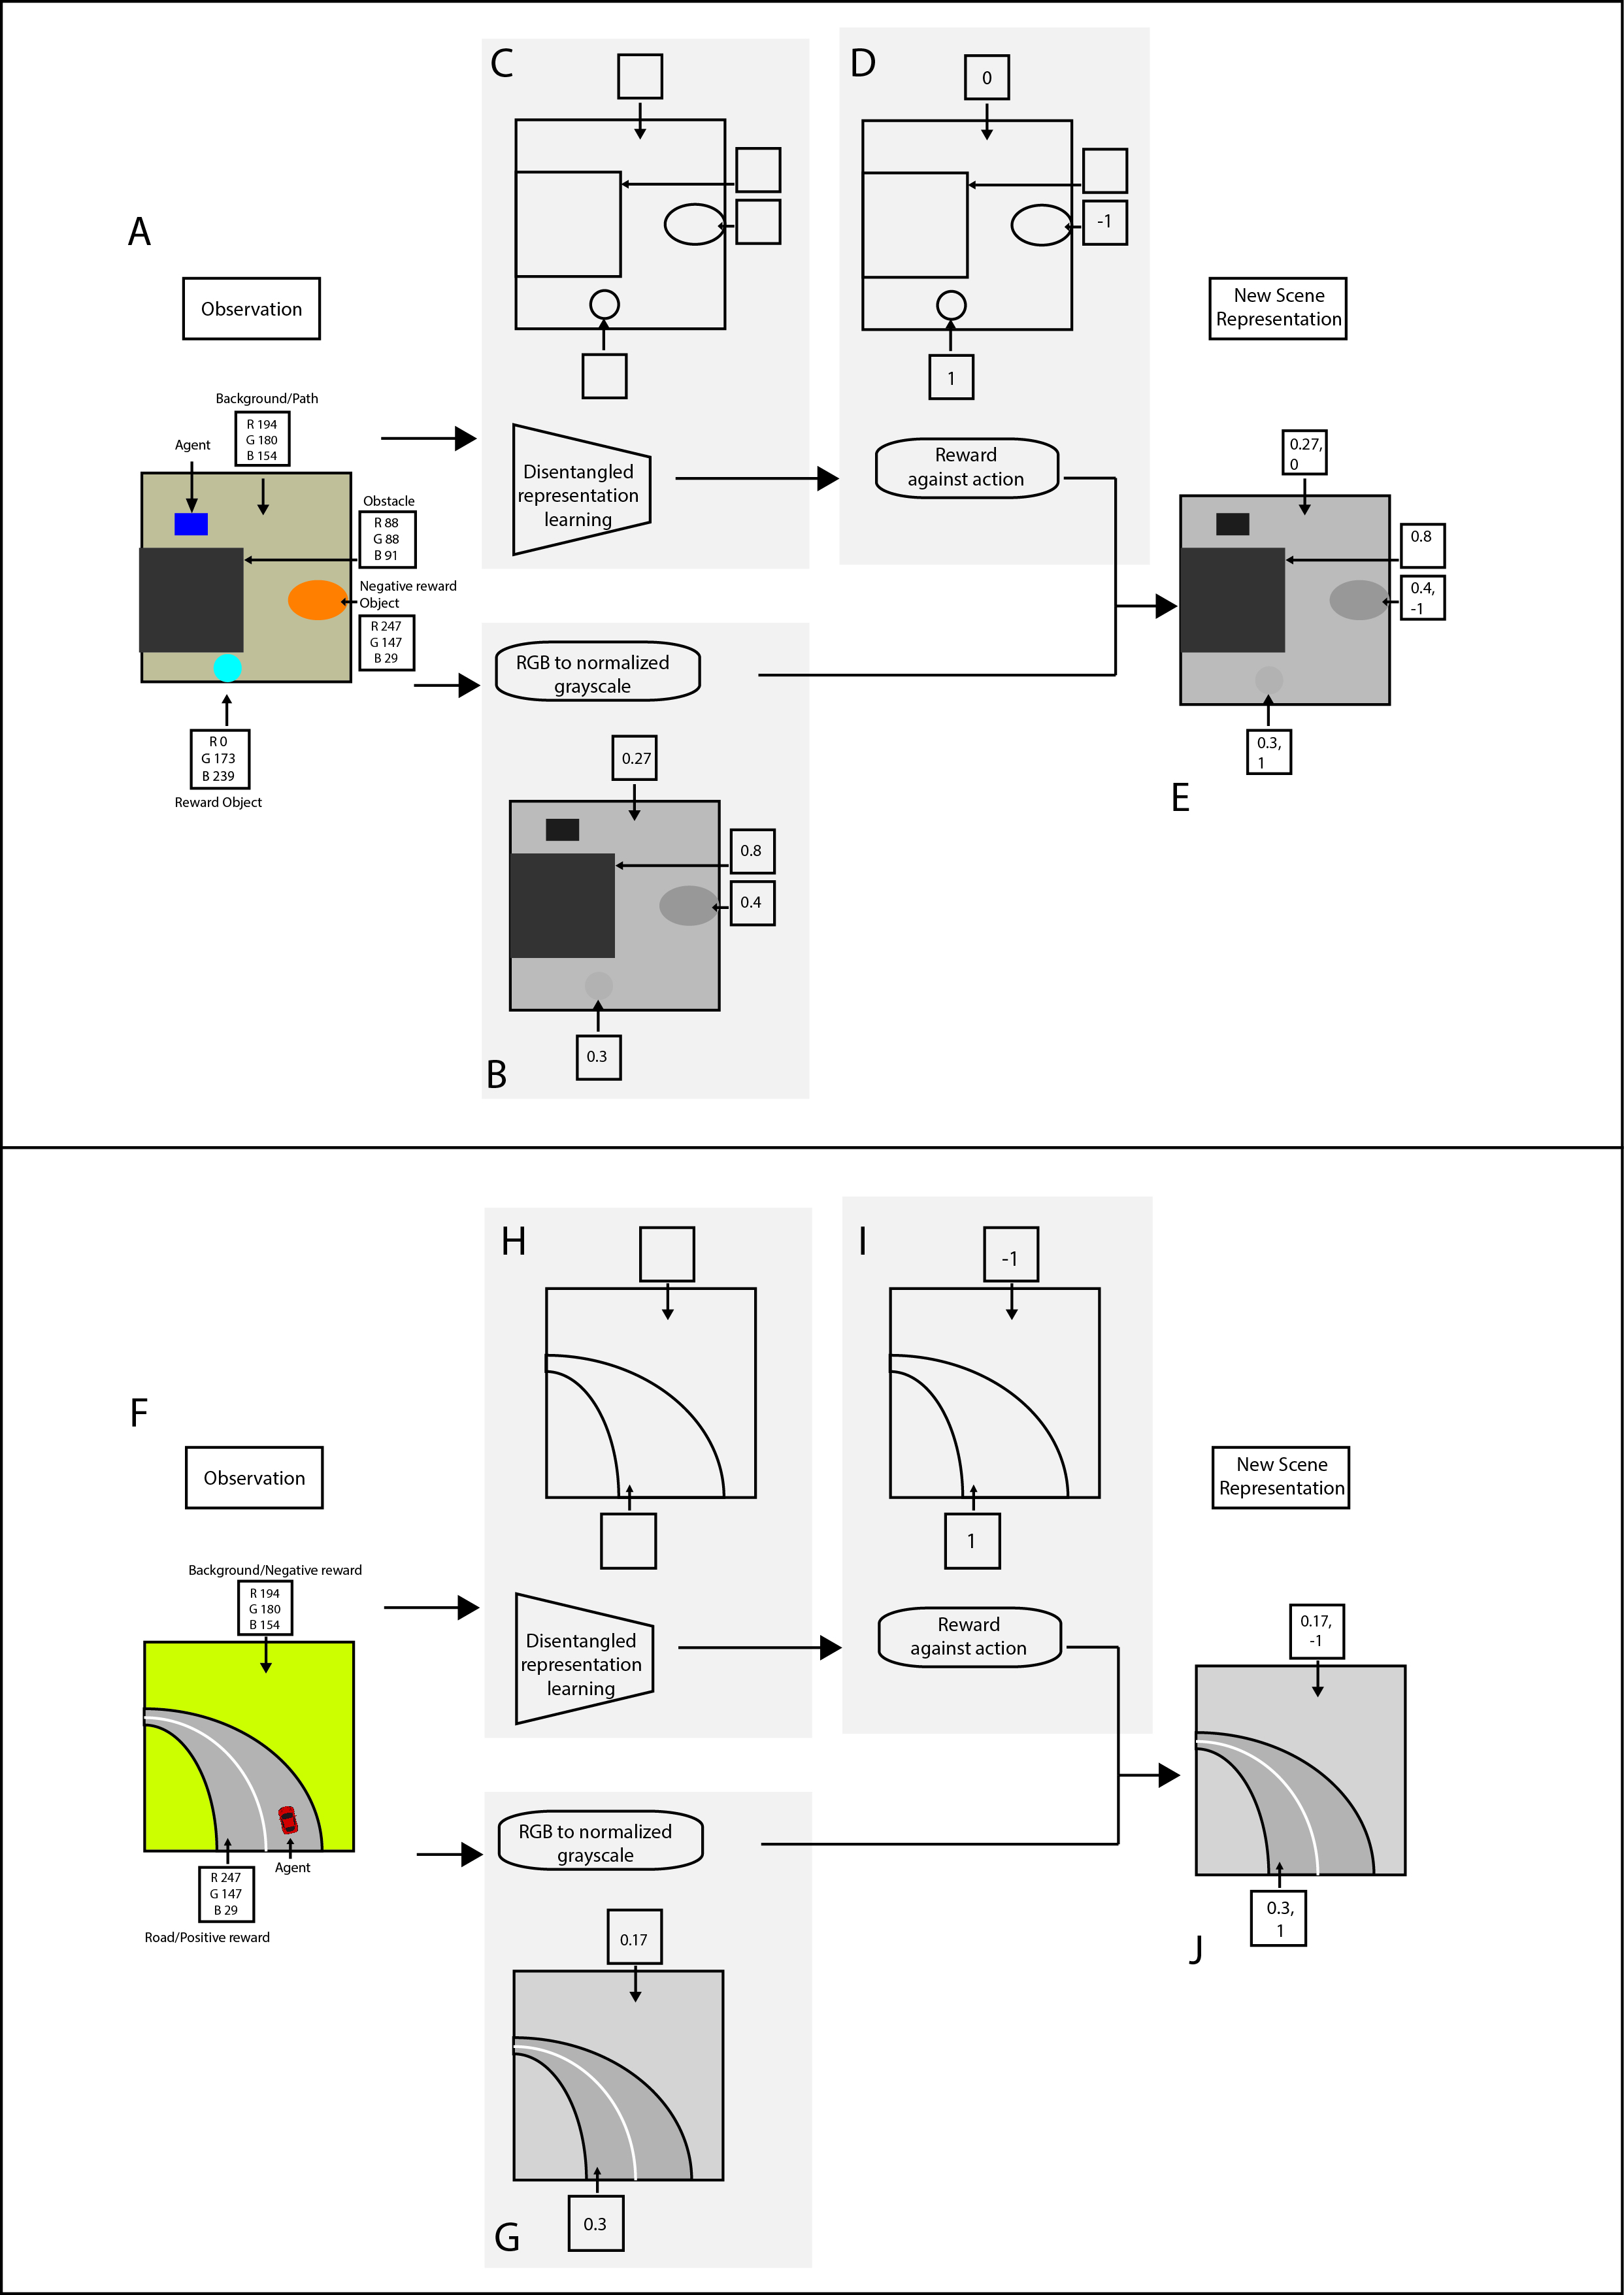 C
D
0
-1
1
A
Observation
New Scene
Representation
Background/Path
R 194
G 180
B 154
Agent
Obstacle
R 88
G 88
B 91
Negative reward
Object
R 247
G 147
B 29
R 0
G 173
B 239
Reward Object
Disentangled
representation
learning
Reward
against action
0.27,
0
0.8
0.4,
-1
0.3,
1
E
RGB to normalized
grayscale
0.27
0.8
0.4
0.3
B
H
I
-1
1
F
Observation
New Scene
Representation
Background/Negative reward
R 194
G 180
B 154
Agent
R 247
G 147
B 29
Road/Positive reward
Disentangled
representation
learning
Reward
against action
0.17,
-1
0.3,
1
J
RGB to normalized
grayscale
0.17
0.3
G